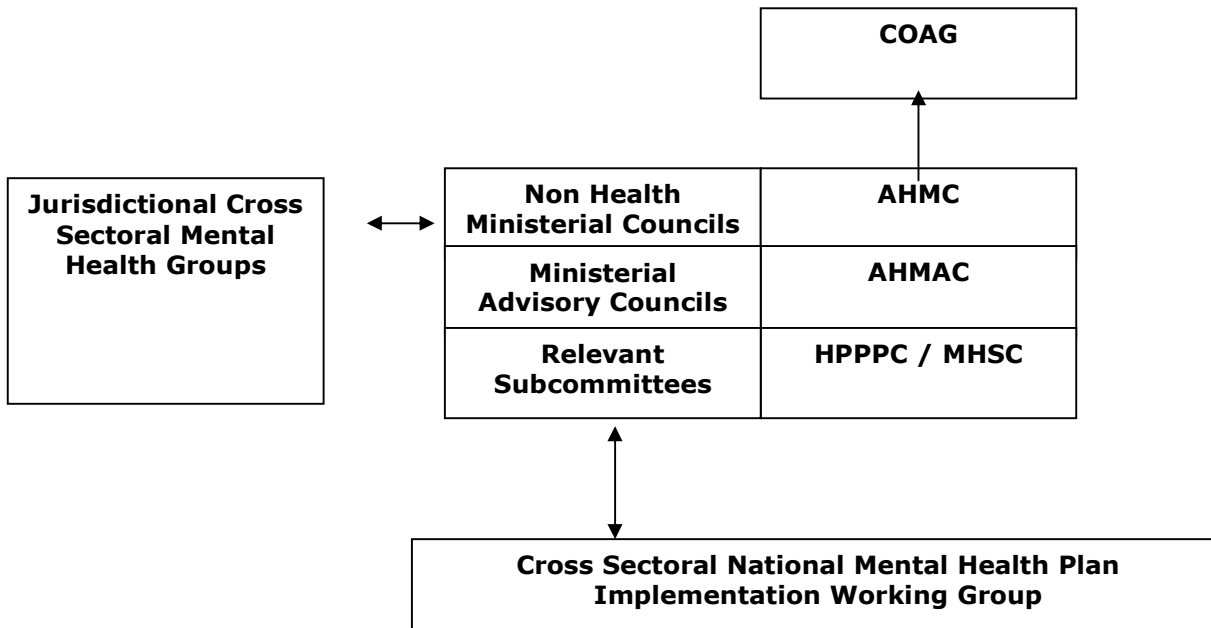 COAG
Jurisdictional Cross
Sectoral Mental
Health Groups
Non Health
Ministerial Councils
AHMC
Ministerial
Advisory Councils
AHMAC
Relevant
Subcommittees
HPPPC / MHSC
Cross Sectoral National Mental Health Plan
Implementation Working Group